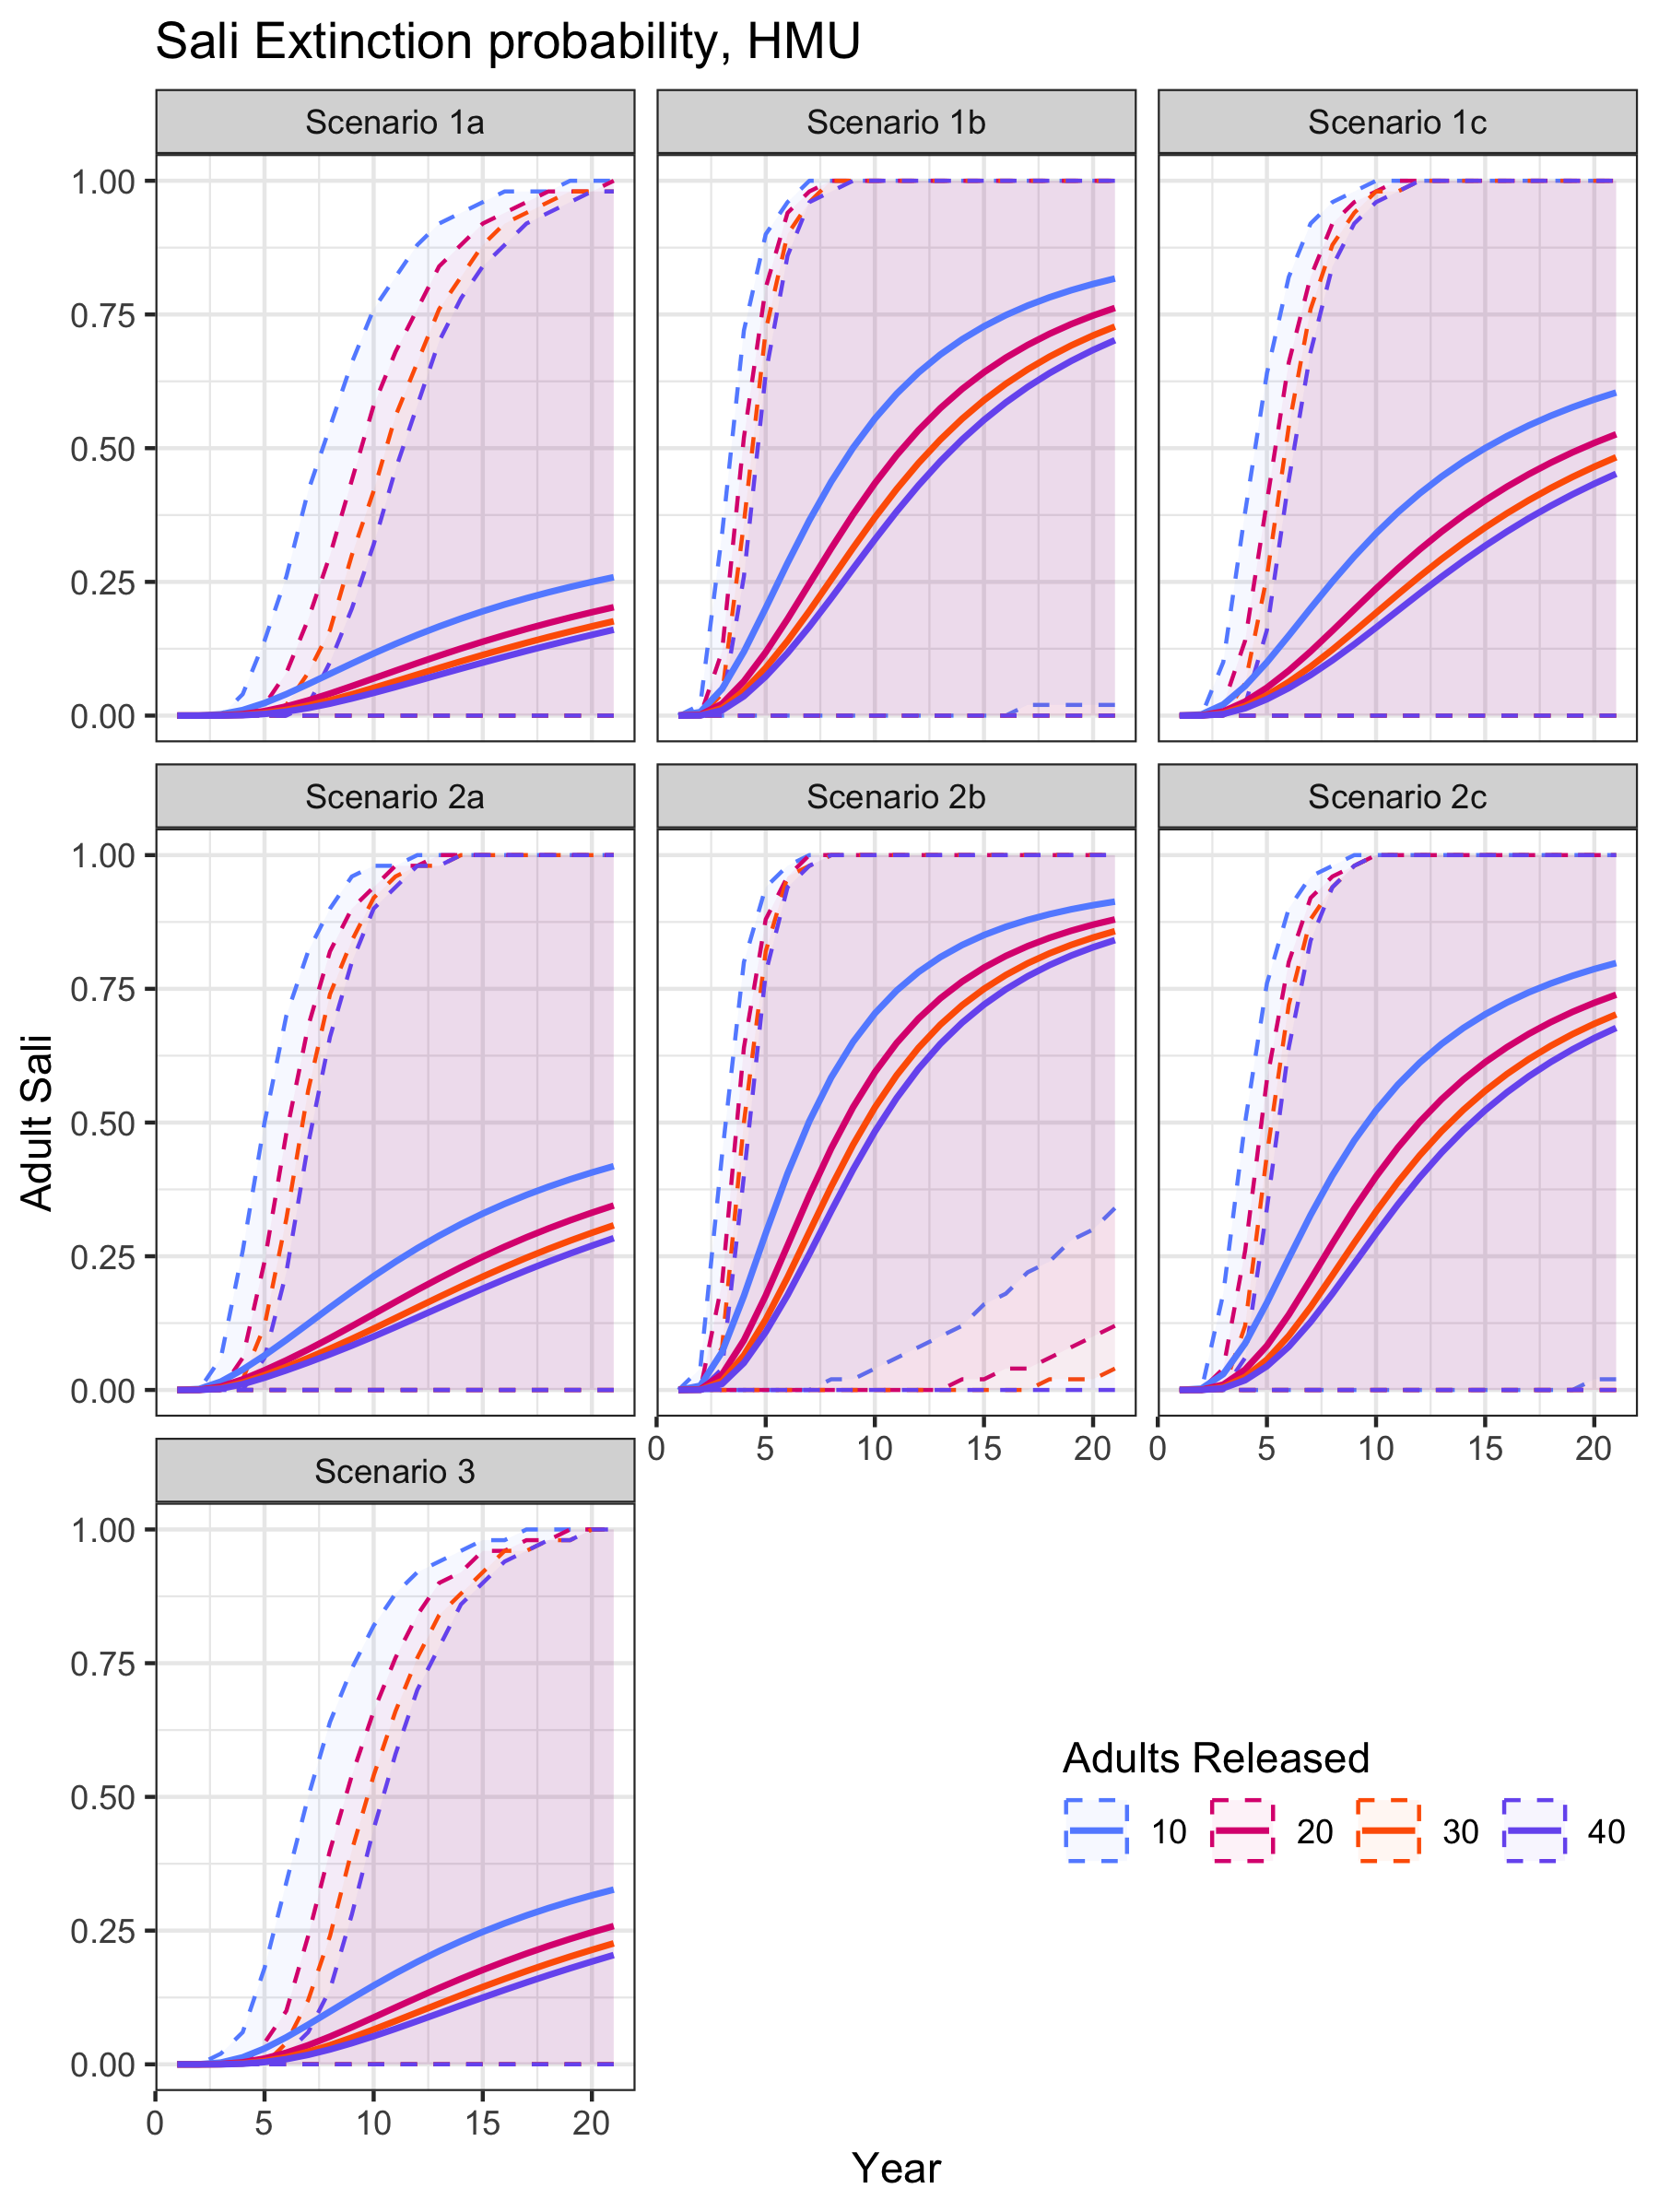 Sali Extinction probability, HMU
Scenario 1a
Scenario 1b
Scenario 1c
1.00
0.75
0.50
0.25
0.00
Scenario 2a
Scenario 2b
Scenario 2c
1.00
0.75
0.50
0.25
0.00
Adult Sali
0 5 10 15 20
0 5 10 15 20
Scenario 3
1.00
0.75
0.50
0.25
0.00
0 5 10 15 20
Year
Adults Released
10 20 30 40